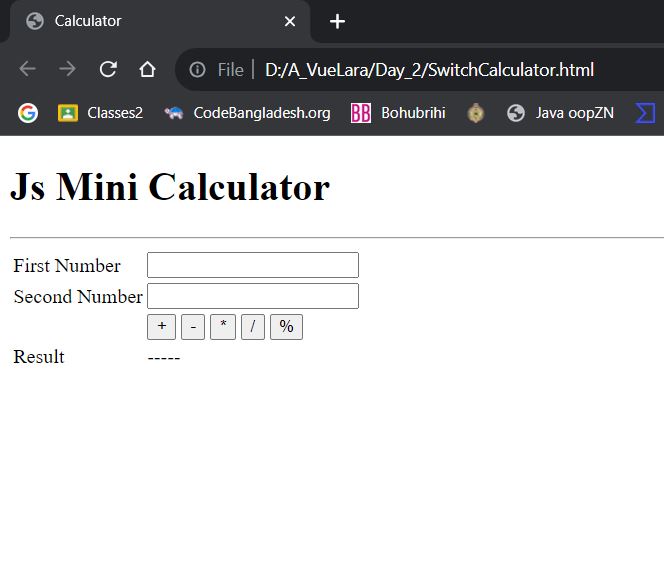 Calculator
File D:/A_VueLara/Day_2/SwitchCalculator.html
G Classes2 CodeBangladesh.org BB Bohubrihi Java oopZN
Js Mini Calculator
First Number
Second Number
+ - * / %
Result -----